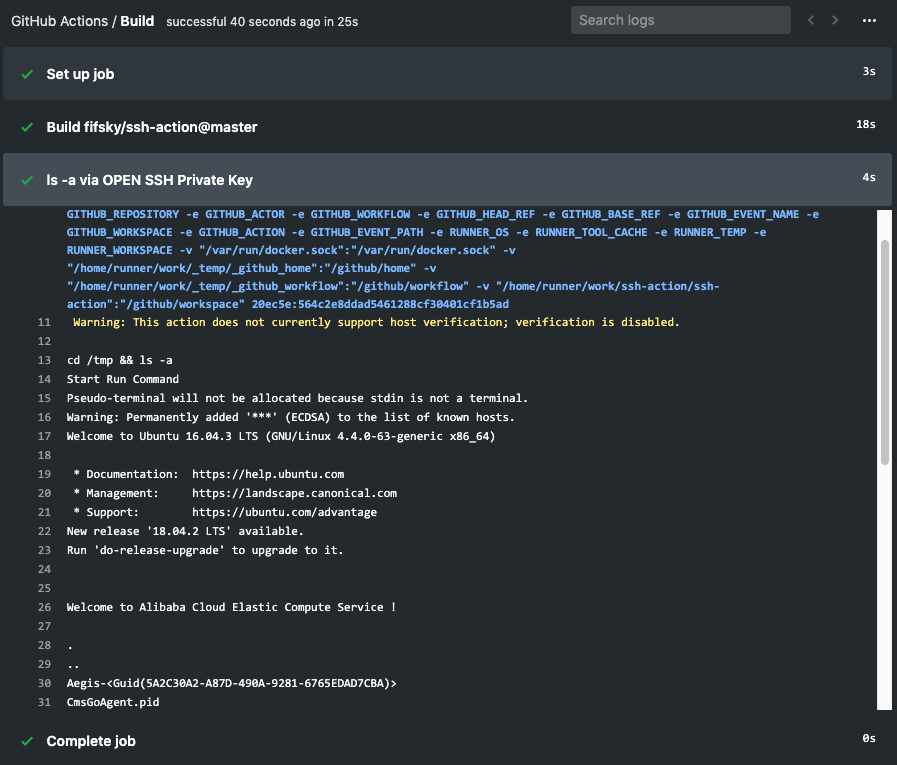 GitHub Actions / Build successful 40 seconds ago in 25s Search logs
Set up job 3s
Build fifsky/ssh-action@master 18s
ls -a via OPEN SSH Private Key 4s
GITHUB_REPOSITORY -e GITHUB_ACTOR -e GITHUB_WORKFLOW -e GITHUB_HEAD_REF -e GITHUB_BASE_REF -e GITHUB_EVENT_NAME -e
GITHUB_WORKSPACE -e GITHUB_ACTION -e GITHUB_EVENT_PATH -e RUNNER_OS -e RUNNER_TOOL_CACHE -e RUNNER_TEMP -e
RUNNER_WORKSPACE -v "/var/run/docker.sock":"/var/run/docker.sock" -v
"/home/runner/work/_temp/_github_home":"/github/home" -v
"/home/runner/work/_temp/_github_workflow":"/github/workflow" -v "/home/runner/work/ssh-action/ssh-
action":"/github/workspace" 20ec5e:564c2e8ddad5461288cf30401cf1b5ad
11 Warning: This action does not currently support host verification; verification is disabled.
12
13 cd /tmp && ls -a
14 Start Run Command
15 Pseudo-terminal will not be allocated because stdin is not a terminal.
16 Warning: Permanently added '***' (ECDSA) to the list of known hosts.
17 Welcome to Ubuntu 16.04.3 LTS (GNU/Linux 4.4.0-63-generic x86_64)
18
19 * Documentation: https://help.ubuntu.com
20 * Management: https://landscape.canonical.com
21 * Support: https://ubuntu.com/advantage
22 New release '18.04.2 LTS' available.
23 Run 'do-release-upgrade' to upgrade to it.
24
25
26 Welcome to Alibaba Cloud Elastic Compute Service !
27
28 .
29 ..
30 Aegis-<Guid(5A2C30A2-A87D-490A-9281-6765EDAD7CBA)>
31 CmsGoAgent.pid
Complete job 0s